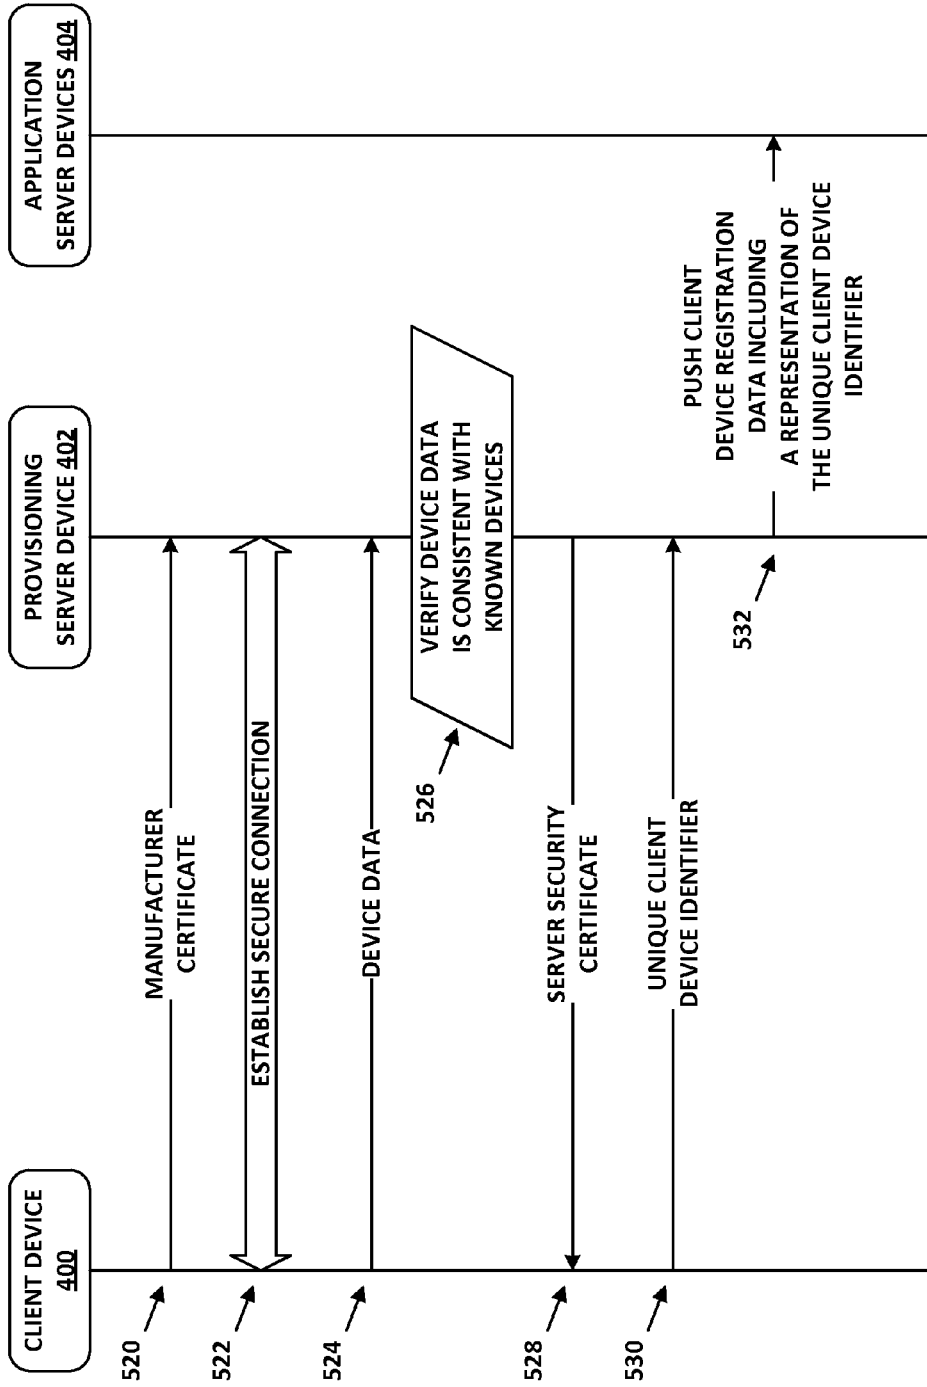 CLIENT DEVICE
400
PROVISIONING
SERVER DEVICE 402
APPLICATION
SERVER DEVICES 404
520
MANUFACTURER
CERTIFICATE
522
ESTABLISH SECURE CONNECTION
524
DEVICE DATA
526
VERIFY DEVICE DATA
IS CONSISTENT WITH
KNOWN DEVICES
528
SERVER SECURITY
CERTIFICATE
530
UNIQUE CLIENT
DEVICE IDENTIFIER
532
PUSH CLIENT
DEVICE REGISTRATION
DATA INCLUDING
A REPRESENTATION OF
THE UNIQUE CLIENT DEVICE
IDENTIFIER